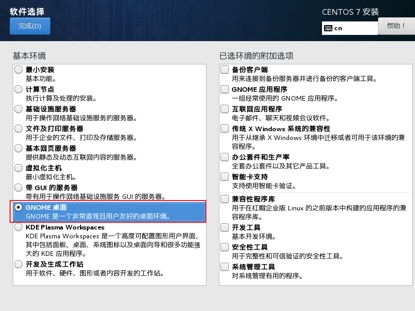 软件选择
CENTOS 7 安装
完成(D)
cn
帮助！
基本环境
最小安装
基本功能。
计算节点
执行计算及处理的安装。
基础设施服务器
用于操作网络基础设施服务的服务器。
文件及打印服务器
用于企业的文件、打印及存储服务器。
基本网页服务器
提供静态及动态互联网内容的服务器。
虚拟化主机
最小虚拟化主机。
带 GUI 的服务器
带有用于操作网络基础设施服务 GUI 的服务器。
GNOME 桌面
GNOME 是一个非常直观且用户友好的桌面环境。
KDE Plasma Workspaces
KDE Plasma Workspaces 是一个高度可配置图形用户界面，
其中包括面板、桌面、系统图标以及桌面向导和很多功能强
大的 KDE 应用程序。
开发及生成工作站
用于软件、硬件、图形或者内容开发的工作站。
已选环境的附加选项
备份客户端
用来连接到备份服务器并进行备份的客户端工具。
GNOME 应用程序
一组经常使用的 GNOME 应用程序。
互联网应用程序
电子邮件、聊天和视频会议软件。
传统 X Windows 系统的兼容性
用于从继承 X Windows 环境中迁移或者可用于该环境的兼
容程序。
办公套件和生产率
全套办公套件以及其它产品工具。
智能卡支持
支持使用智能卡验证。
兼容性程序库
用于在红帽企业版 Linux 的之前版本中构建的应用程序的兼
容程序库。
开发工具
基本开发环境。
安全性工具
用于完整性和可信验证的安全性工具。
系统管理工具
对系统管理有用的程序。